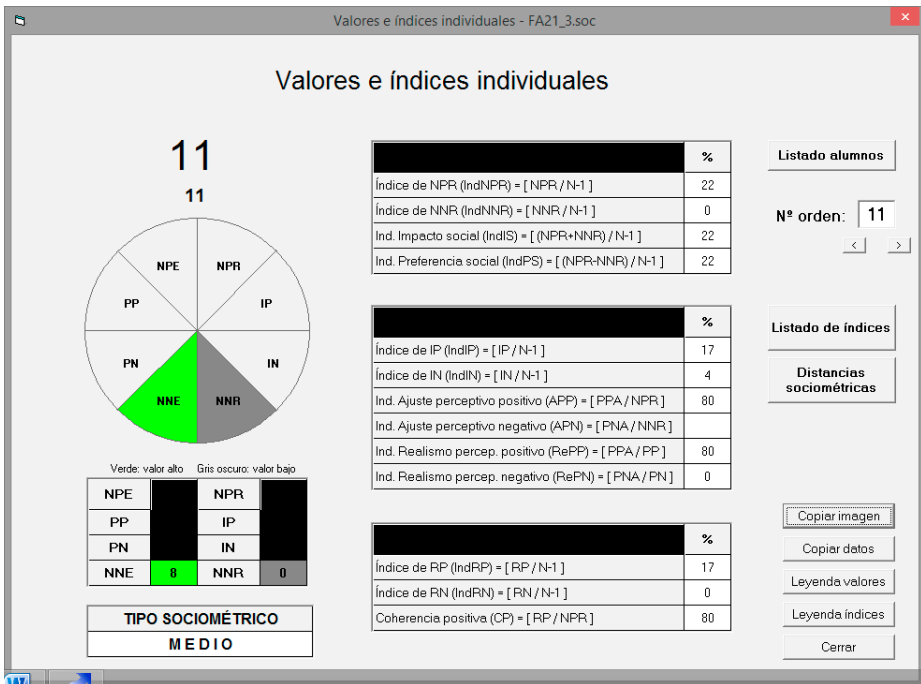 Valores e índices individuales - FA21_3.soc
Valores e índices individuales
11
11
NPE NPR
PP IP
PN IN
NNE NNR
Verde: valor alto Gris oscuro: valor bajo
NPE NPR
PP IP
PN IN
NNE 8 NNR 0
TIPO SOCIOMÉTRICO
MEDIO
%
Índice de NPR (IndNPR) = [ NPR / N-1 ] 22
Índice de NNR (IndNNR) = [ NNR / N-1 ] 0
Ind. Impacto social (IndIS) = [ (NPR+NNR) / N-1 ] 22
Ind. Preferencia social (IndPS) = [ (NPR-NNR) / N-1 ] 22
%
Índice de IP (IndIP) = [ IP / N-1 ] 17
Índice de IN (IndIN) = [ IN / N-1 ] 4
Ind. Ajuste perceptivo positivo (APP) = [ PPA / NPR ] 80
Ind. Ajuste perceptivo negativo (APN) = [ PNA / NNR ]
Ind. Realismo percep. positivo (RePP) = [ PPA / PP ] 80
Ind. Realismo percep. negativo (RePN) = [ PNA / PN ] 0
%
Índice de RP (IndRP) = [ RP / N-1 ] 17
Índice de RN (IndRN) = [ RN / N-1 ] 0
Coherencia positiva (CP) = [ RP / NPR ] 80
Listado alumnos
Nº orden: 11
< >
Listado de índices
Distancias
sociométricas
Copiar imagen
Copiar datos
Leyenda valores
Leyenda índices
Cerrar
W